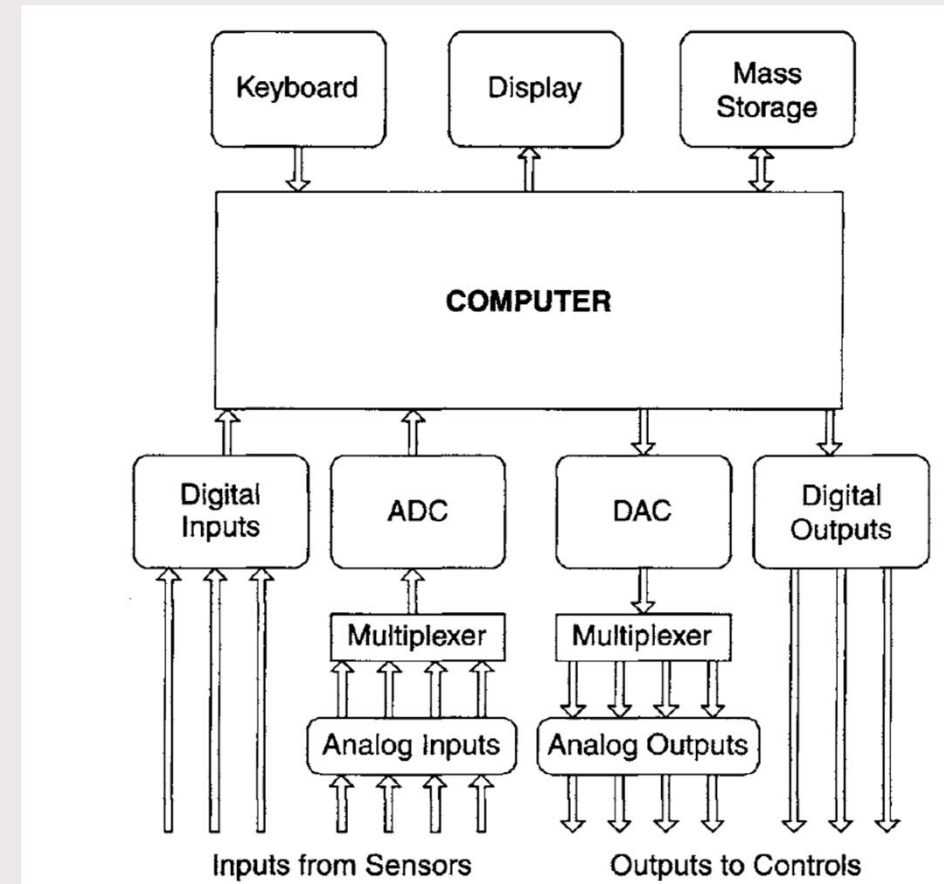 Keyboard
Display
Mass
Storage
COMPUTER
Digital
Inputs
ADC
DAC
Digital
Outputs
Multiplexer
Multiplexer
Analog Inputs
Analog Outputs
Inputs from Sensors
Outputs to Controls